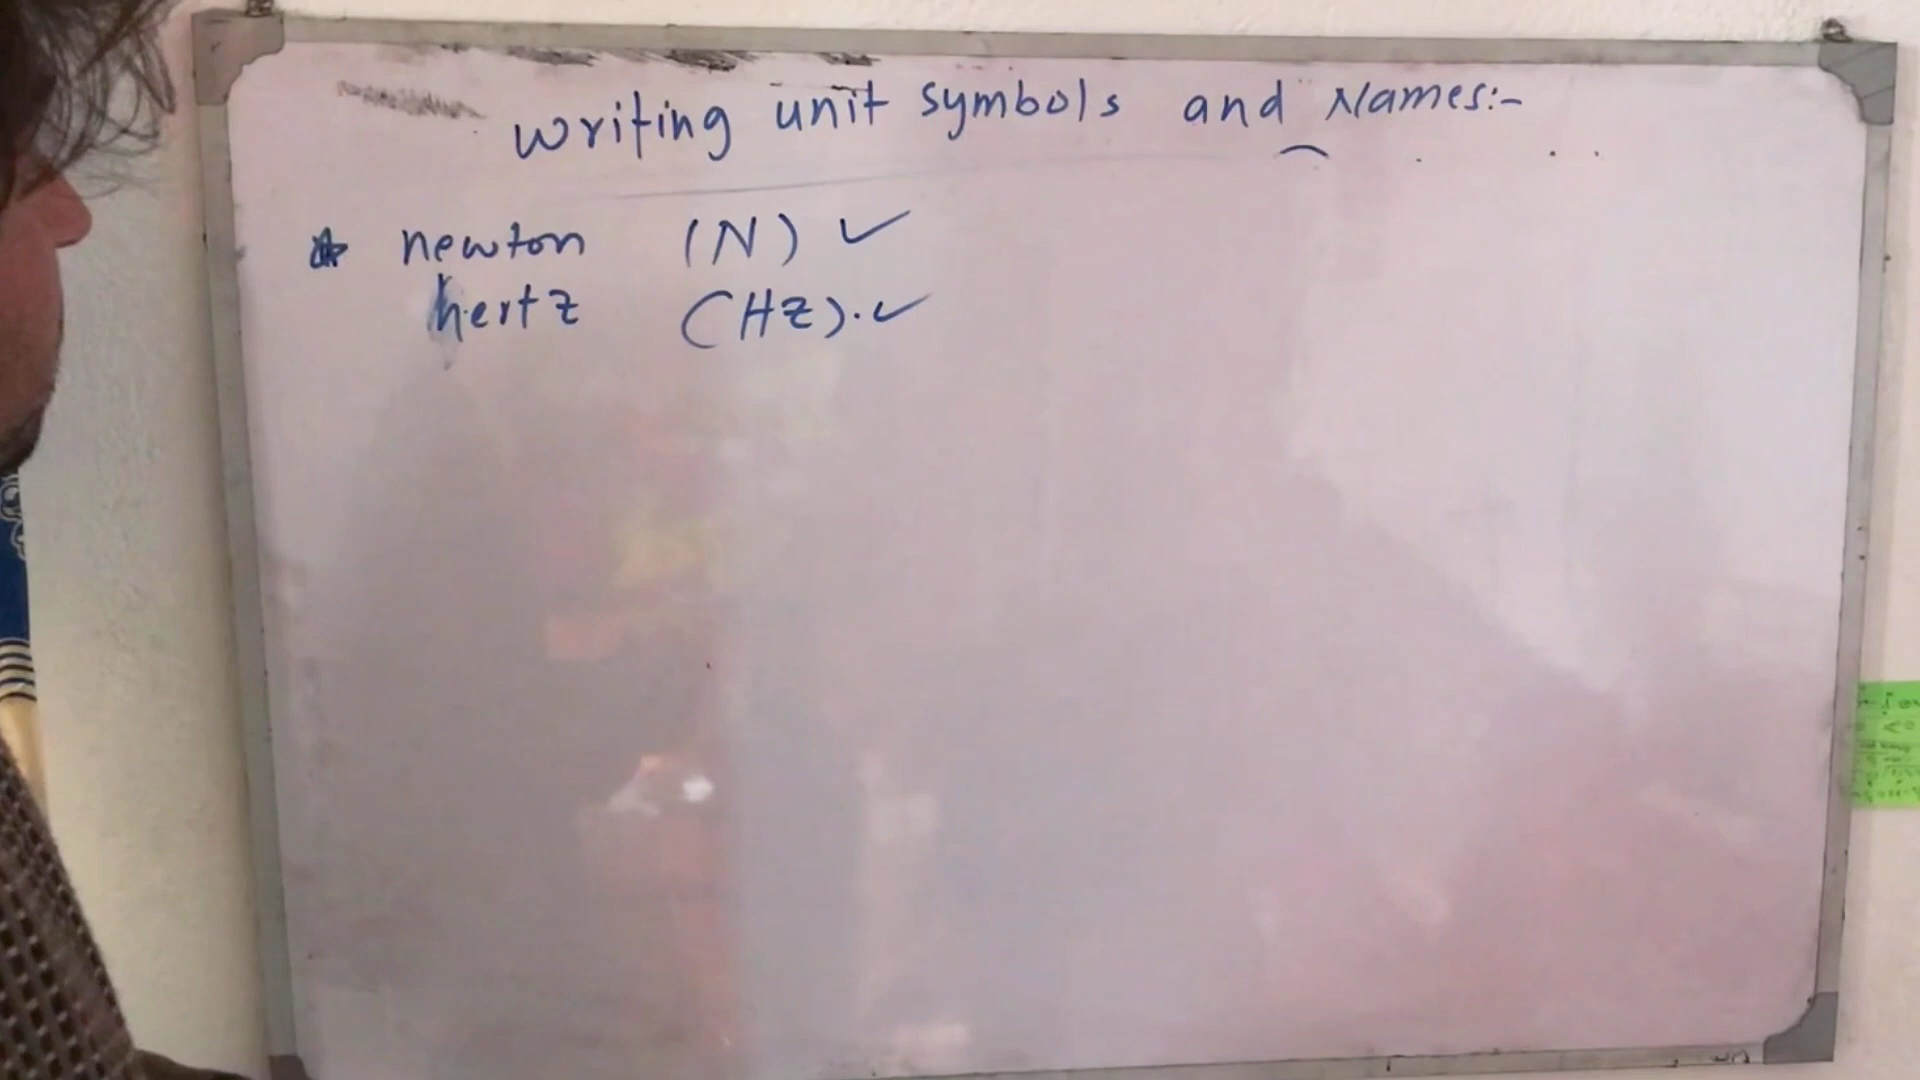 writing unit symbols and Names:-
☆ newton (N) ✓
hertz (HZ). ✓